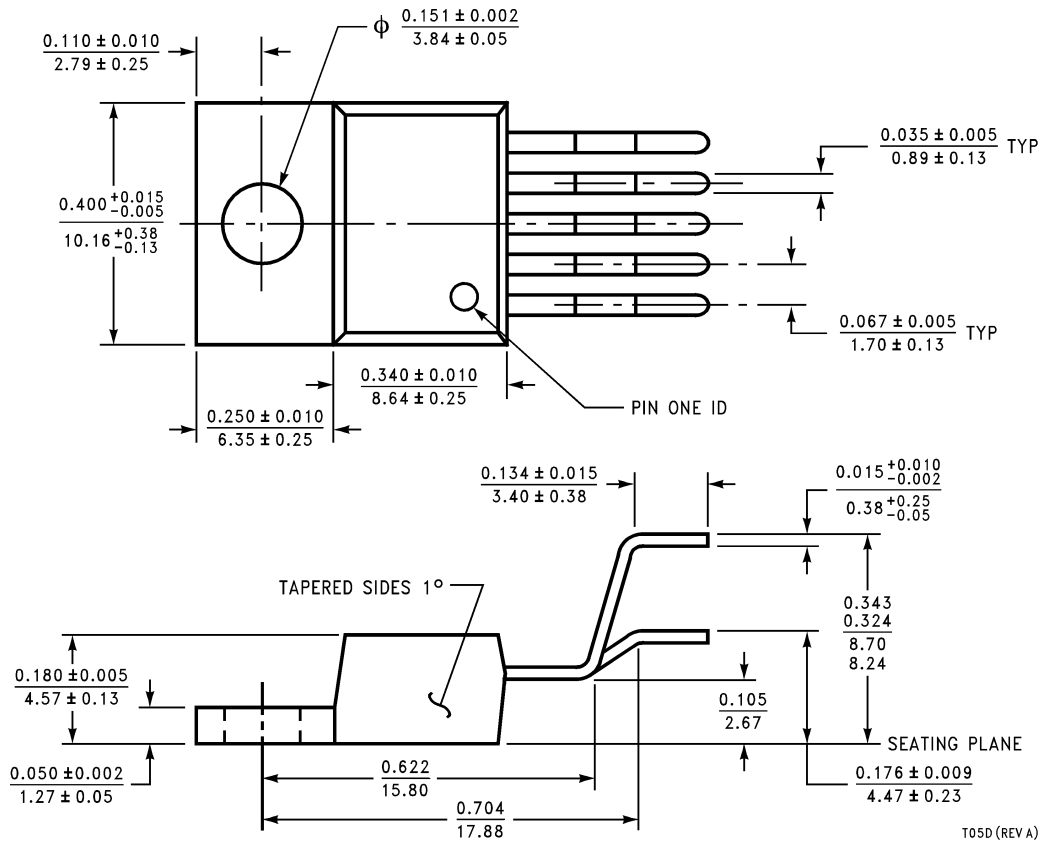 ϕ 0.151 ± 0.002
3.84 ± 0.05
0.110 ± 0.010
2.79 ± 0.25
0.035 ± 0.005 TYP
0.89 ± 0.13
0.400 +0.015 -0.005
10.16 +0.38 -0.13
0.067 ± 0.005 TYP
1.70 ± 0.13
0.340 ± 0.010
8.64 ± 0.25
PIN ONE ID
0.250 ± 0.010
6.35 ± 0.25
0.134 ± 0.015
3.40 ± 0.38
0.015 +0.010 -0.002
0.38 +0.25 -0.05
TAPERED SIDES 1°
0.343
0.324
8.70
8.24
0.180 ± 0.005
4.57 ± 0.13
0.105
2.67
SEATING PLANE
0.050 ± 0.002
1.27 ± 0.05
0.622
15.80
0.176 ± 0.009
4.47 ± 0.23
0.704
17.88
T05D (REV A)